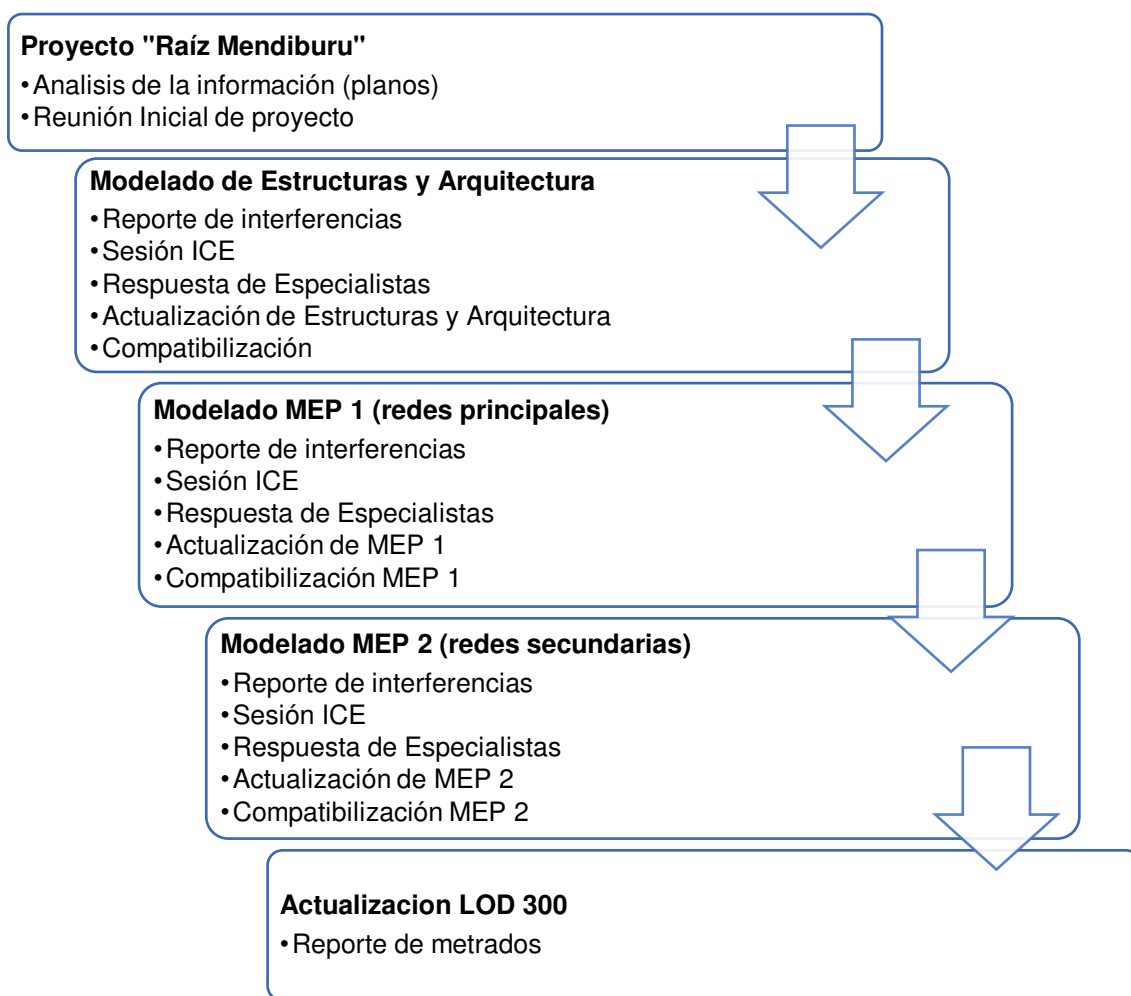 Proyecto "Raíz Mendiburu"
•Analisis de la información (planos)
•Reunión Inicial de proyecto
Modelado de Estructuras y Arquitectura
•Reporte de interferencias
•Sesión ICE
•Respuesta de Especialistas
•Actualización de Estructuras y Arquitectura
•Compatibilización
Modelado MEP 1 (redes principales)
•Reporte de interferencias
•Sesión ICE
•Respuesta de Especialistas
•Actualización de MEP 1
•Compatibilización MEP 1
Modelado MEP 2 (redes secundarias)
•Reporte de interferencias
•Sesión ICE
•Respuesta de Especialistas
•Actualización de MEP 2
•Compatibilización MEP 2
Actualizacion LOD 300
•Reporte de metrados